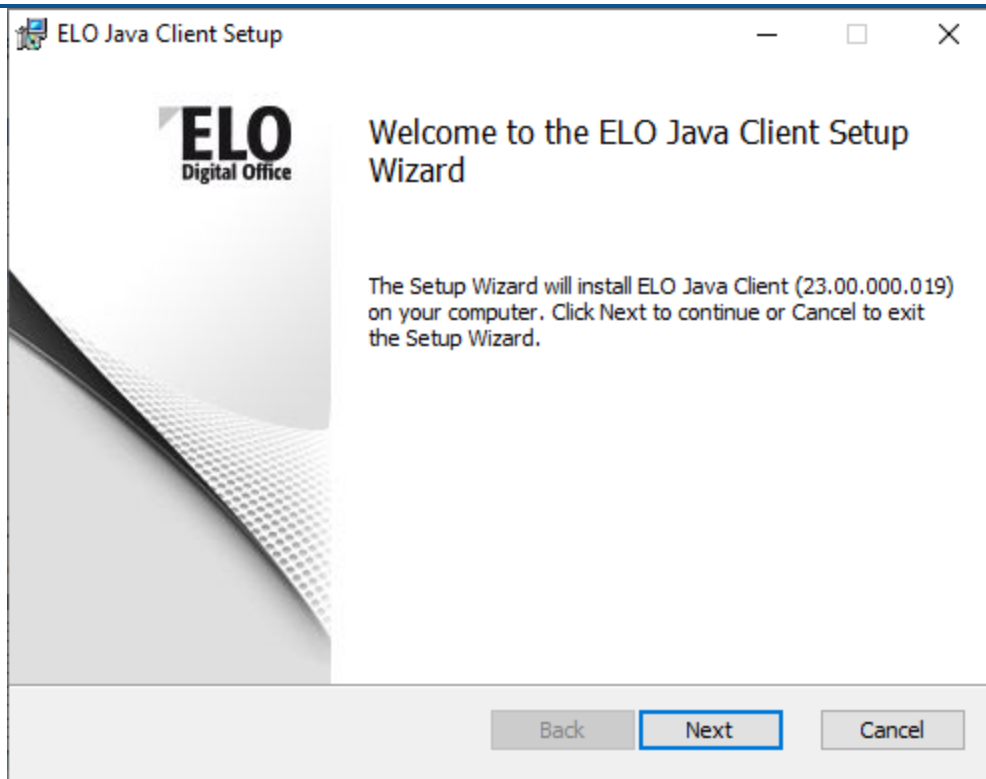 ELO Java Client Setup
ELO
Digital Office
Welcome to the ELO Java Client Setup
Wizard
The Setup Wizard will install ELO Java Client (23.00.000.019)
on your computer. Click Next to continue or Cancel to exit
the Setup Wizard.
Back
Next
Cancel